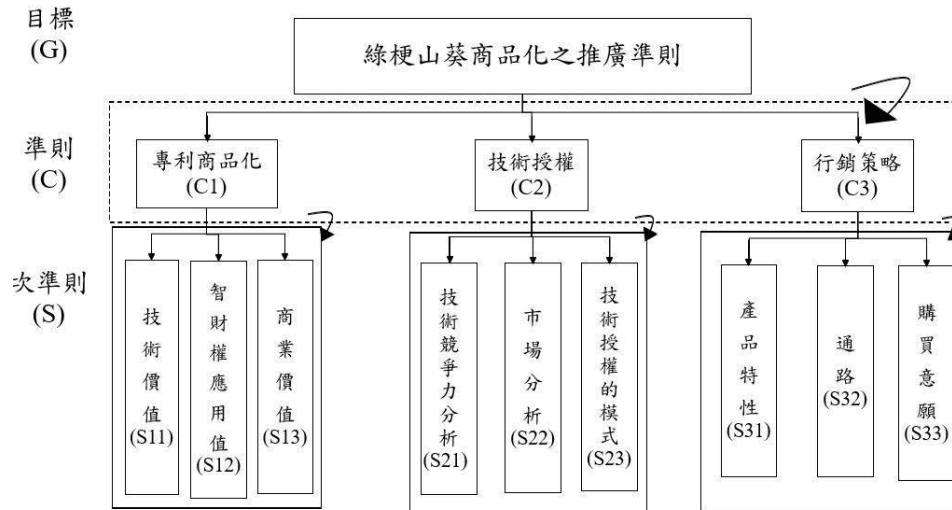 目標
(G)
綠梗山葵商品化之推廣準則
準則
(C)
專利商品化
(C1)
技術授權
(C2)
行銷策略
(C3)
次準則
(S)
技術價值
(S11)
智財權應用值
(S12)
商業價值
(S13)
技術競爭力分析
(S21)
市場分析
(S22)
技術授權的模式
(S23)
產品特性
(S31)
通路
(S32)
購買意願
(S33)